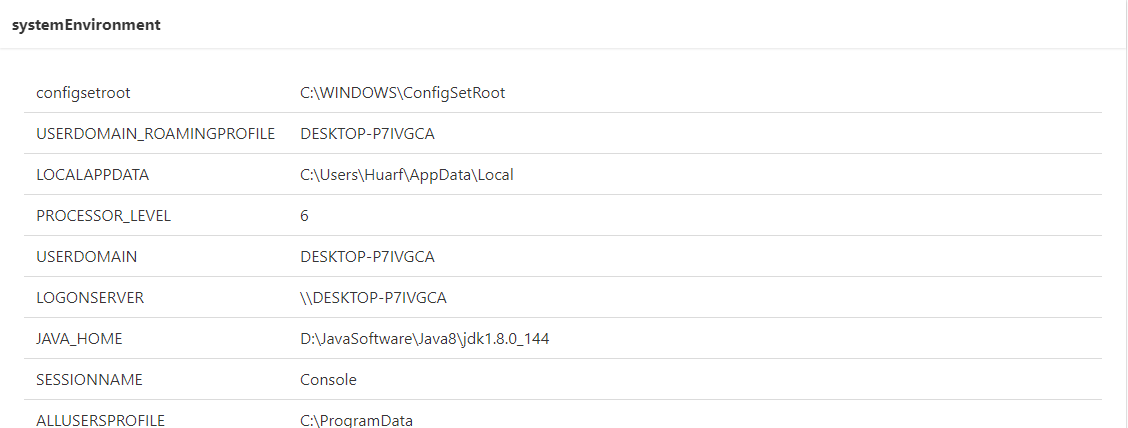 systemEnvironment
configsetroot C:\WINDOWS\ConfigSetRoot
USERDOMAIN_ROAMINGPROFILE DESKTOP-P7IVGCA
LOCALAPPDATA C:\Users\Huarf\AppData\Local
PROCESSOR_LEVEL 6
USERDOMAIN DESKTOP-P7IVGCA
LOGONSERVER \\DESKTOP-P7IVGCA
JAVA_HOME D:\JavaSoftware\Java8\jdk1.8.0_144
SESSIONNAME Console
ALLUSERSPROFILE C:\ProgramData